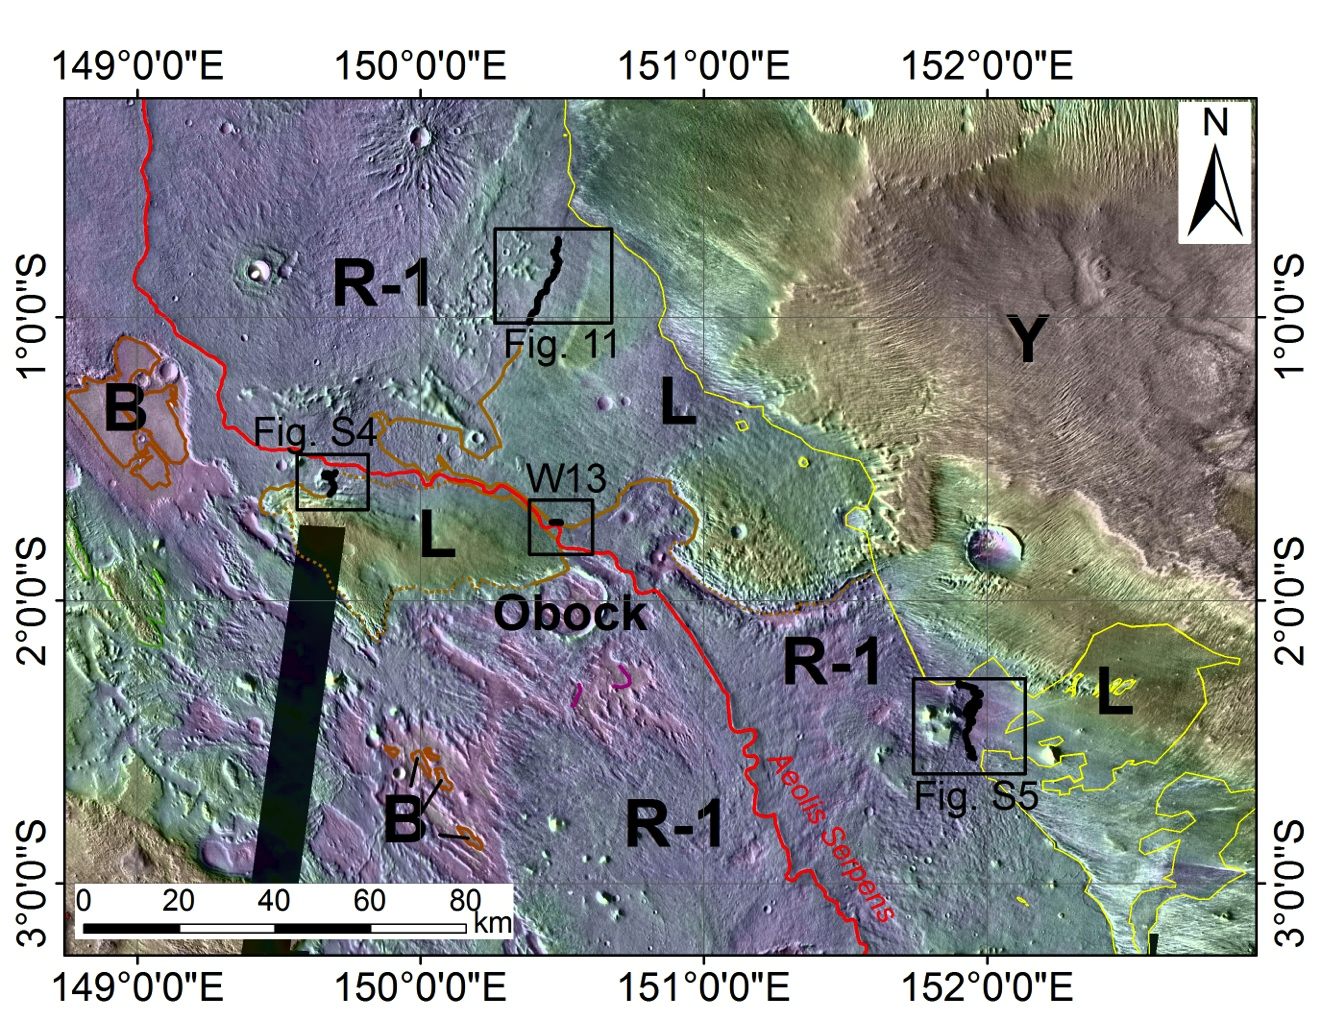 149°0'0"E 150°0'0"E 151°0'0"E 152°0'0"E
N
1°0'0"S
1°0'0"S
R-1
Fig. 11
Y
B
L
Fig. S4
W13
L
2°0'0"S
2°0'0"S
Obock
R-1
L
Aeolis Serpens
Fig. S5
B
R-1
3°0'0"S
3°0'0"S
0 20 40 60 80
km
149°0'0"E 150°0'0"E 151°0'0"E 152°0'0"E